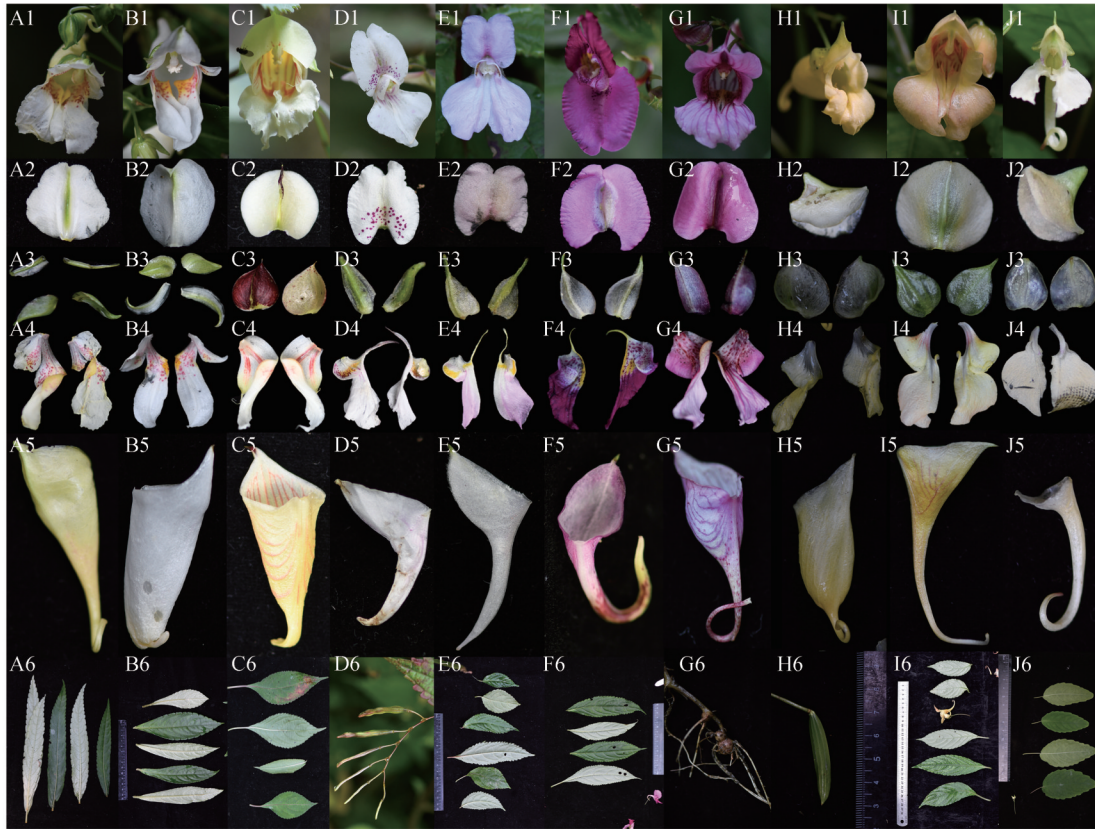 A1 B1 C1 D1 E1 F1 G1 H1 I1 J1
A2 B2 C2 D2 E2 F2 G2 H2 I2 J2
A3 B3 C3 D3 E3 F3 G3 H3 I3 J3
A4 B4 C4 D4 E4 F4 G4 H4 I4 J4
A5 B5 C5 D5 E5 F5 G5 H5 I5 J5
A6 B6 C6 D6 E6 F6 G6 H6 I6 J6